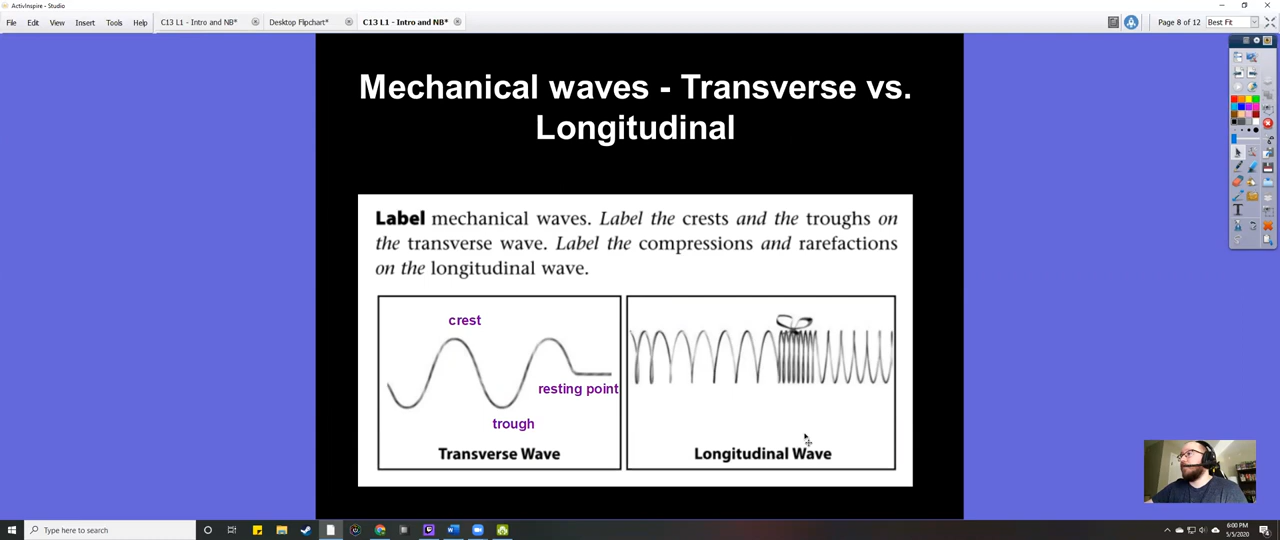 ActivInspire - Studio
File Edit View Insert Tools Help C13 L1 - Intro and NB* Desktop Flipchart* C13 L1 - Intro and NB* Page 8 of 12 Best Fit
Mechanical waves - Transverse vs.
Longitudinal
Label mechanical waves. Label the crests and the troughs on
the transverse wave. Label the compressions and rarefactions
on the longitudinal wave.
crest
resting point
trough
Transverse Wave
Longitudinal Wave
Type here to search
6:00 PM
5/5/2020